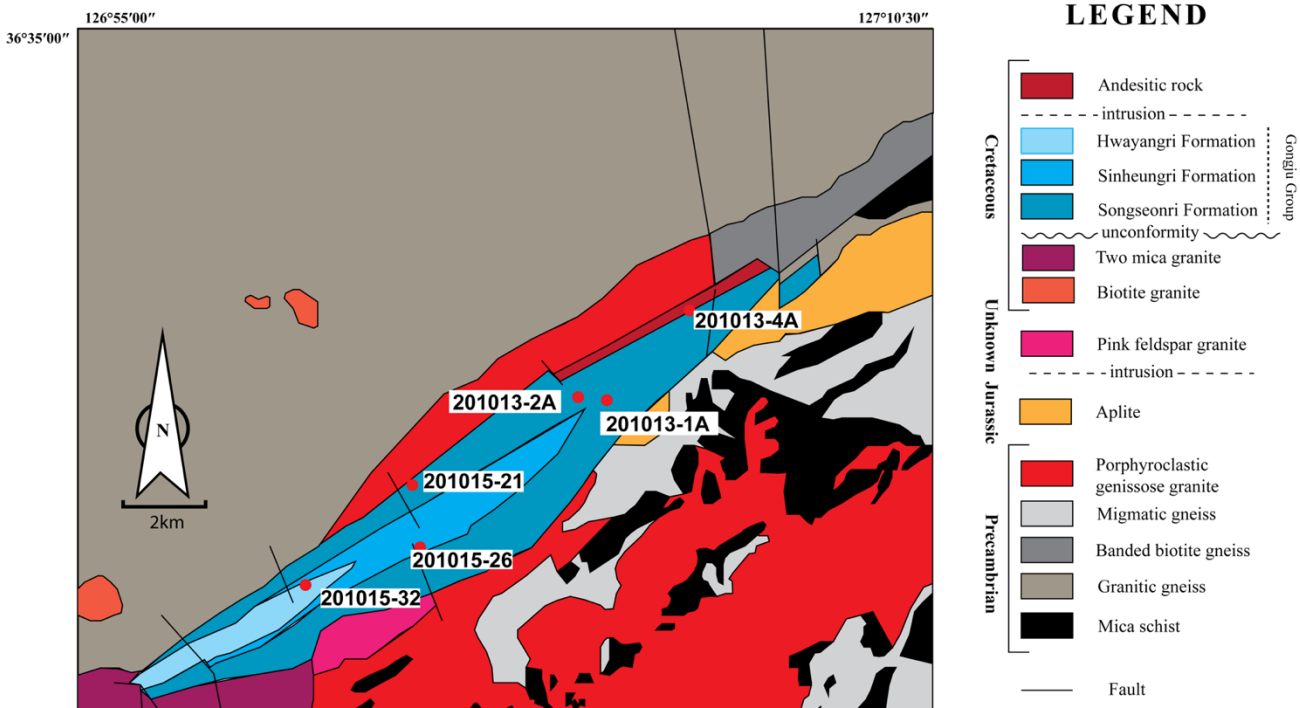 126°55′00″
127°10′30″
36°35′00″
201013-4A
201013-2A
201013-1A
201015-21
201015-26
201015-32
N
2km
LEGEND
Cretaceous
Andesitic rock
intrusion
Hwayangri Formation
Sinheungri Formation
Songseonri Formation
Gongju Group
unconformity
Two mica granite
Biotite granite
Unknown
Pink feldspar granite
intrusion
Jurassic
Aplite
Precambrian
Porphyroclastic
genissose granite
Migmatic gneiss
Banded biotite gneiss
Granitic gneiss
Mica schist
Fault